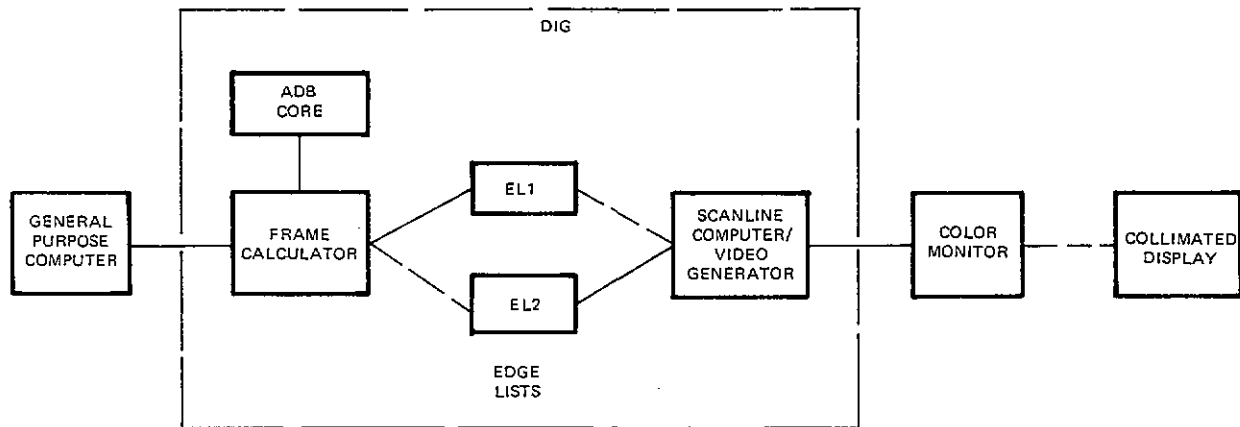 DIG
ADB
CORE
GENERAL
PURPOSE
COMPUTER
FRAME
CALCULATOR
EL1
EL2
EDGE
LISTS
SCANLINE
COMPUTER/
VIDEO
GENERATOR
COLOR
MONITOR
COLLIMATED
DISPLAY